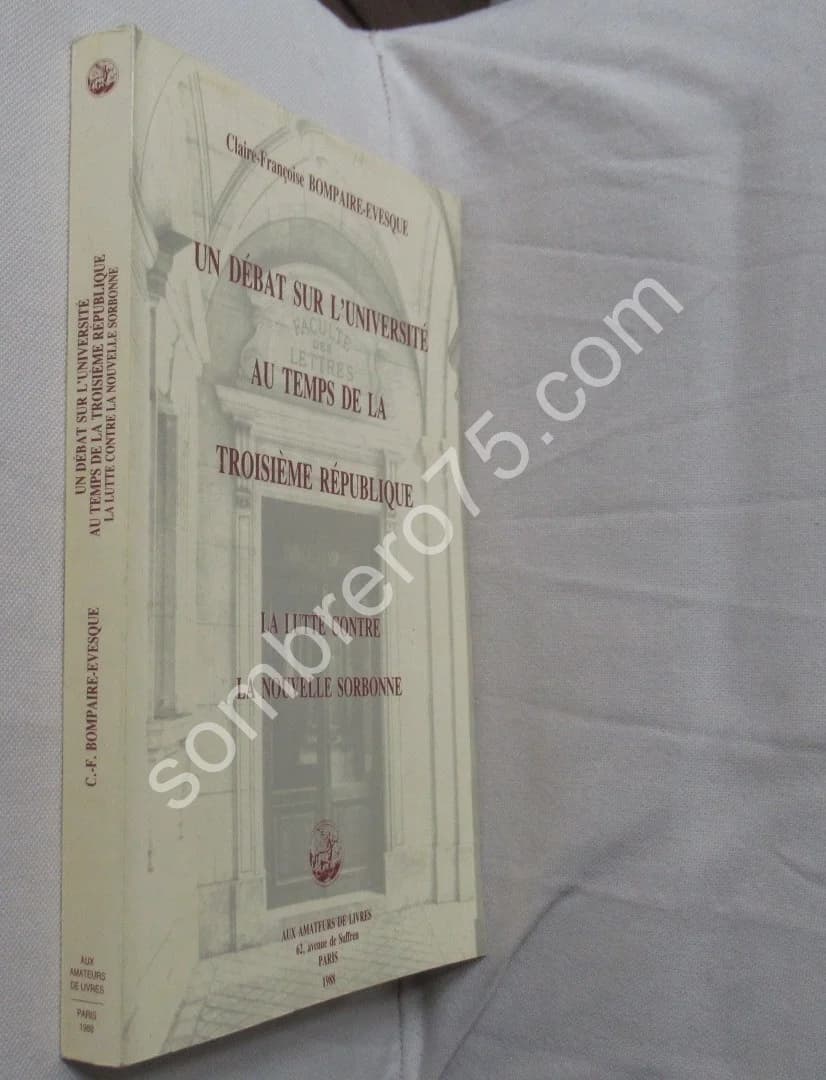 UN DÉBAT SUR L'UNIVERSITÉ
AU TEMPS DE LA TROISIÈME RÉPUBLIQUE
LA LUTTE CONTRE LA NOUVELLE SORBONNE
C.-F. BOMPAIRE-EVESQUE
AUX
AMATEURS
DE LIVRES
PARIS
1988
Claire-Françoise BOMPAIRE-EVESQUE
UN DÉBAT SUR L'UNIVERSITÉ
FACULTE
DES
LETTRES
AU TEMPS DE LA
TROISIÈME RÉPUBLIQUE
LA LUTTE CONTRE
LA NOUVELLE SORBONNE
AUX AMATEURS DE LIVRES
62, avenue de Suffren
PARIS
1988
sombrero75.com